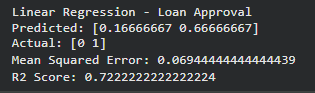 Linear Regression - Loan Approval
Predicted: [0.16666667 0.66666667]
Actual: [0 1]
Mean Squared Error: 0.06944444444444439
R2 Score: 0.7222222222222224